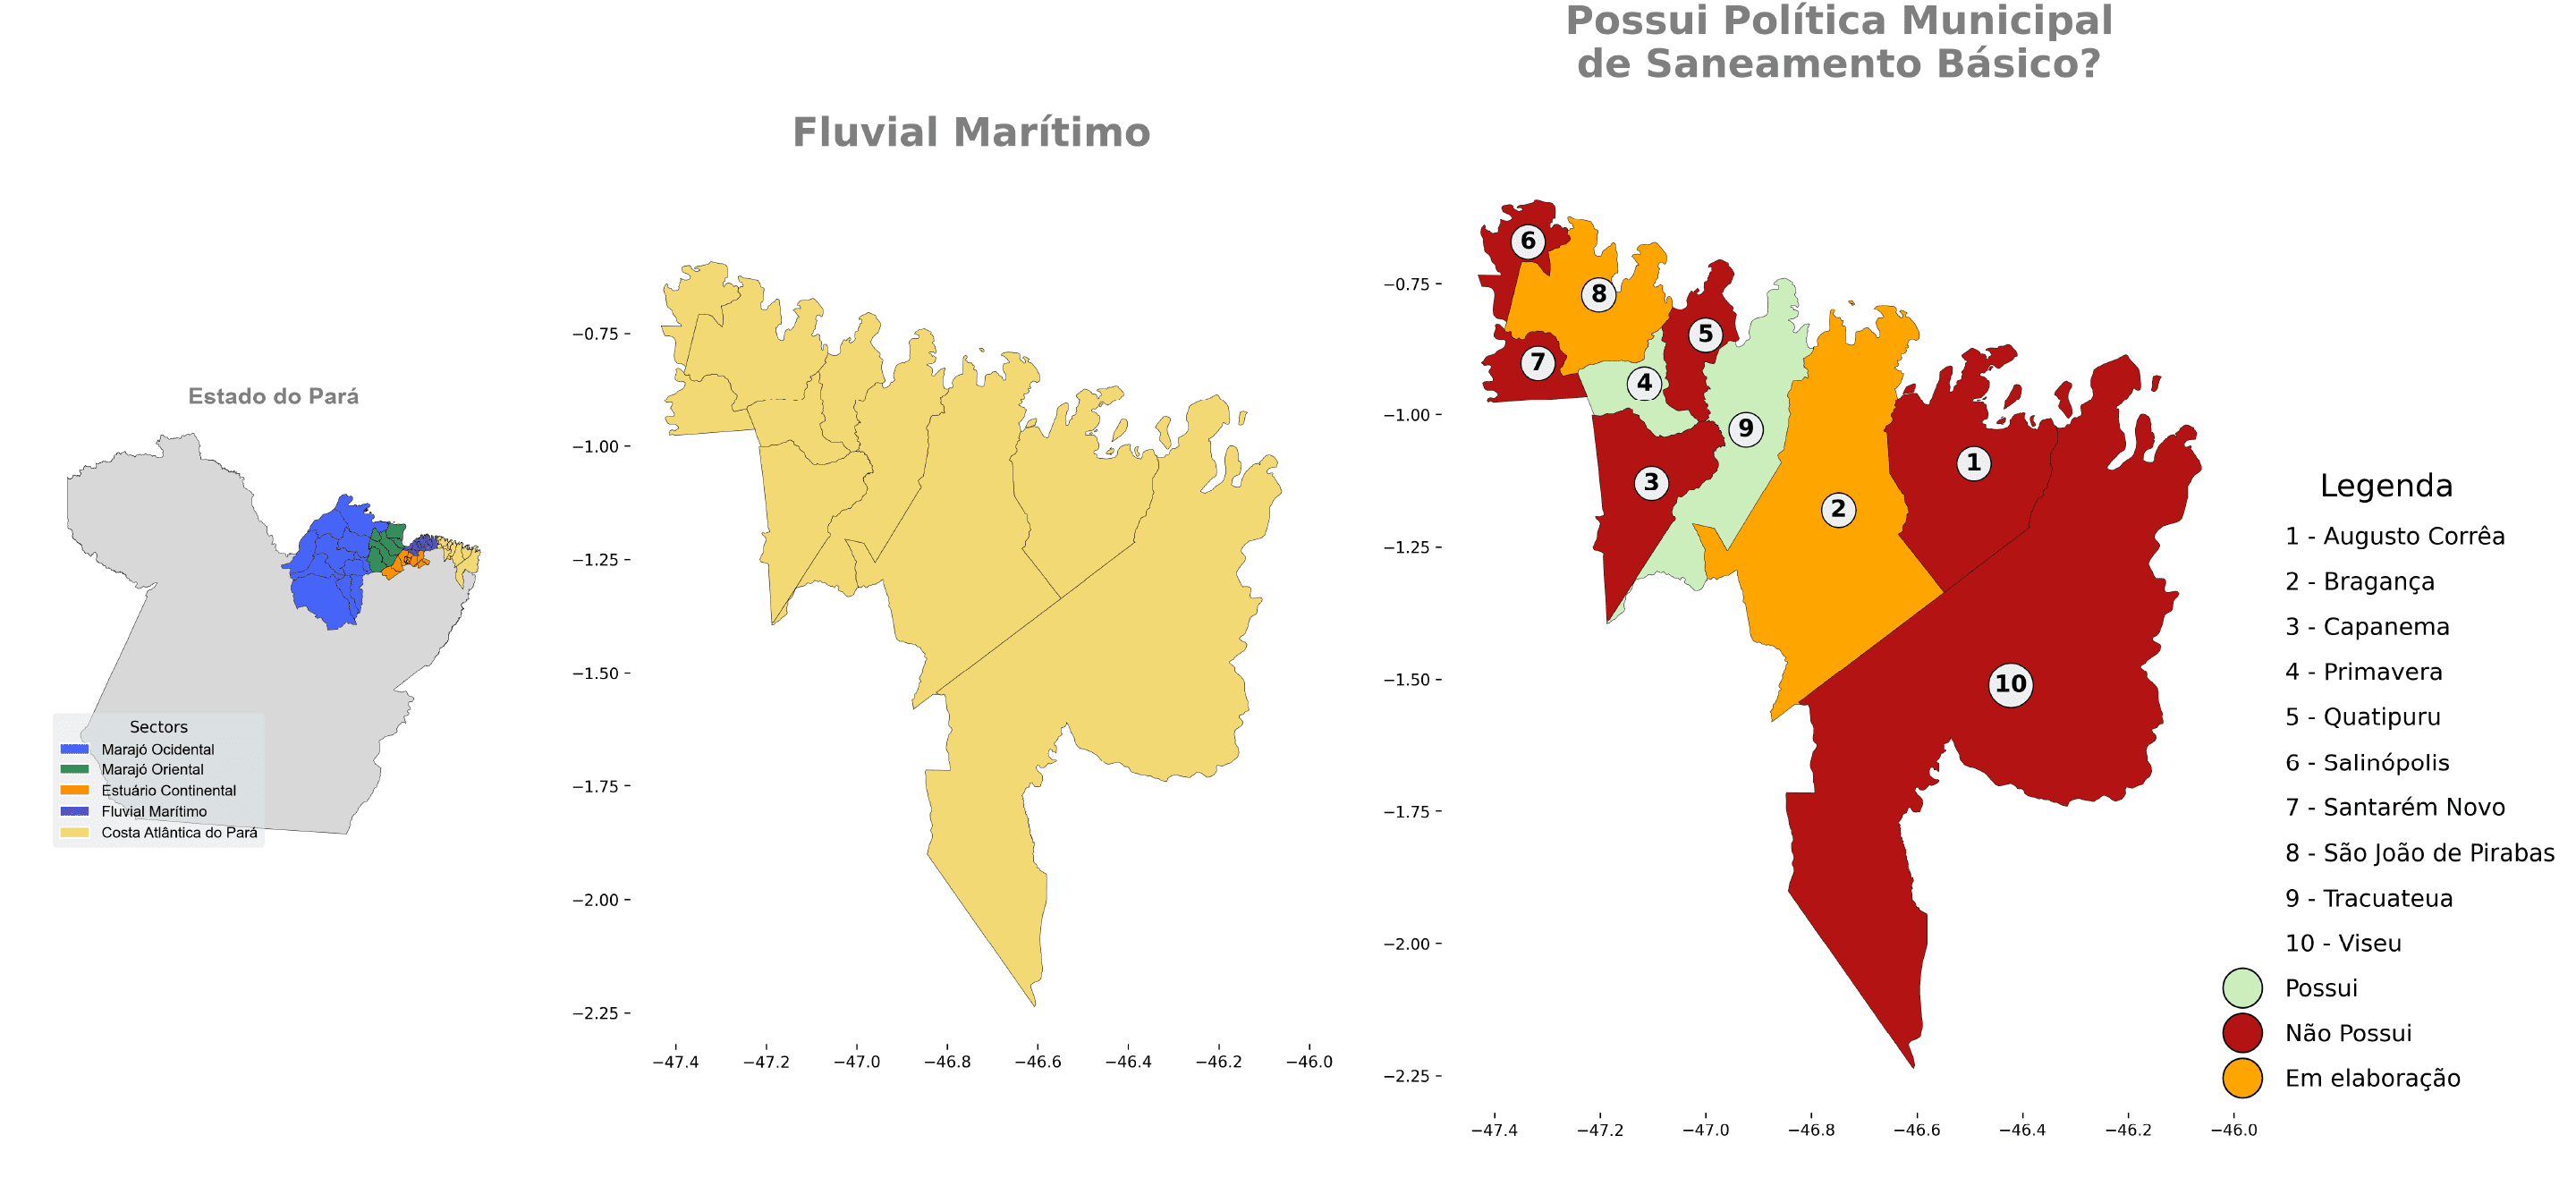 Estado do Pará
Sectors
Marajó Ocidental
Marajó Oriental
Estuário Continental
Fluvial Marítimo
Costa Atlântica do Pará
Fluvial Marítimo
−0.75
−1.00
−1.25
−1.50
−1.75
−2.00
−2.25
−47.4 −47.2 −47.0 −46.8 −46.6 −46.4 −46.2 −46.0
Possui Política Municipal
de Saneamento Básico?
−0.75
−1.00
−1.25
−1.50
−1.75
−2.00
−2.25
−47.4 −47.2 −47.0 −46.8 −46.6 −46.4 −46.2 −46.0
6
8
5
7
4
9
1
3
2
10
Legenda
1 - Augusto Corrêa
2 - Bragança
3 - Capanema
4 - Primavera
5 - Quatipuru
6 - Salinópolis
7 - Santarém Novo
8 - São João de Pirabas
9 - Tracuateua
10 - Viseu
Possui
Não Possui
Em elaboração